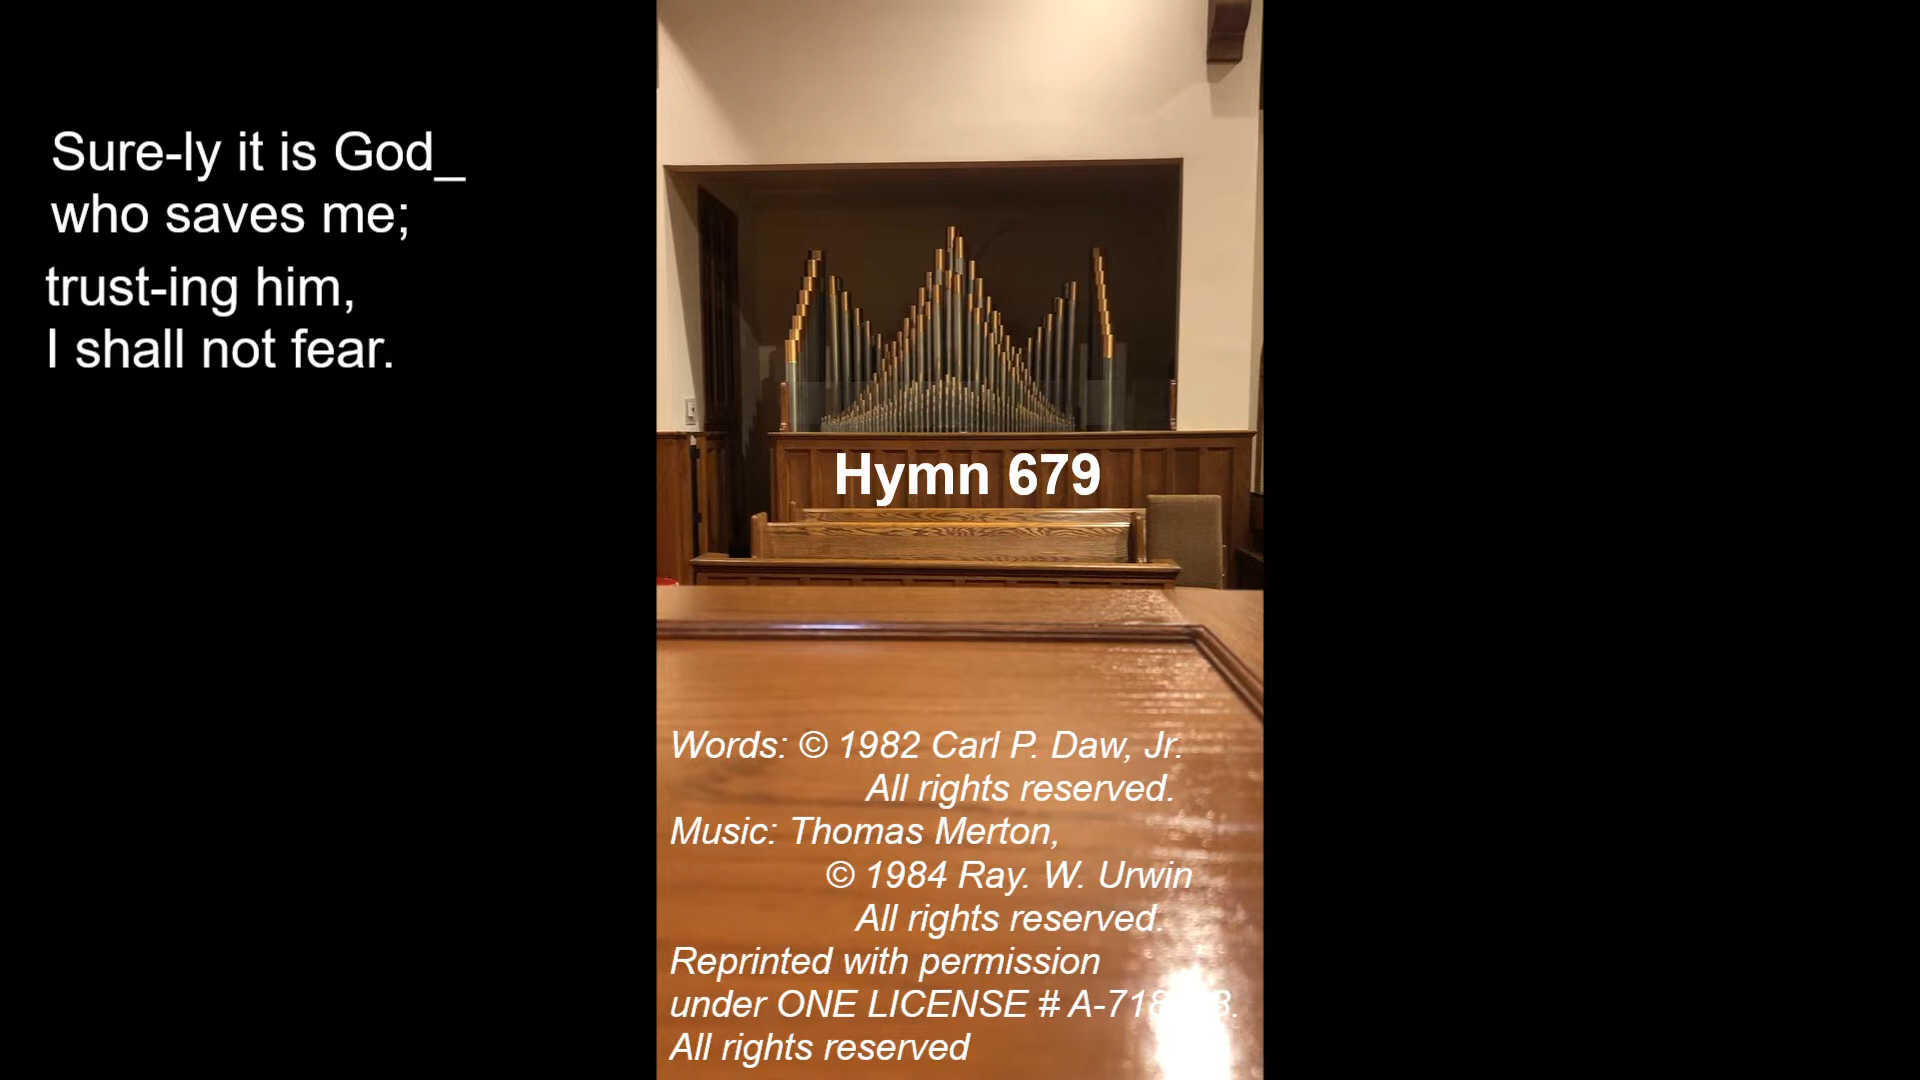 Sure-ly it is God_
who saves me;
trust-ing him,
I shall not fear.
Hymn 679
Words: © 1982 Carl P. Daw, Jr.
All rights reserved.
Music: Thomas Merton,
© 1984 Ray. W. Urwin
All rights reserved.
Reprinted with permission
under ONE LICENSE #
All rights reserved